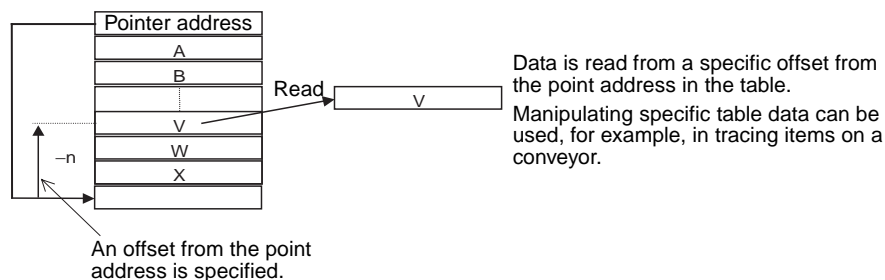 Pointer address
A
B
Read
V
V
−n
W
X
An offset from the point
address is specified.
Data is read from a specific offset from
the point address in the table.
Manipulating specific table data can be
used, for example, in tracing items on a
conveyor.